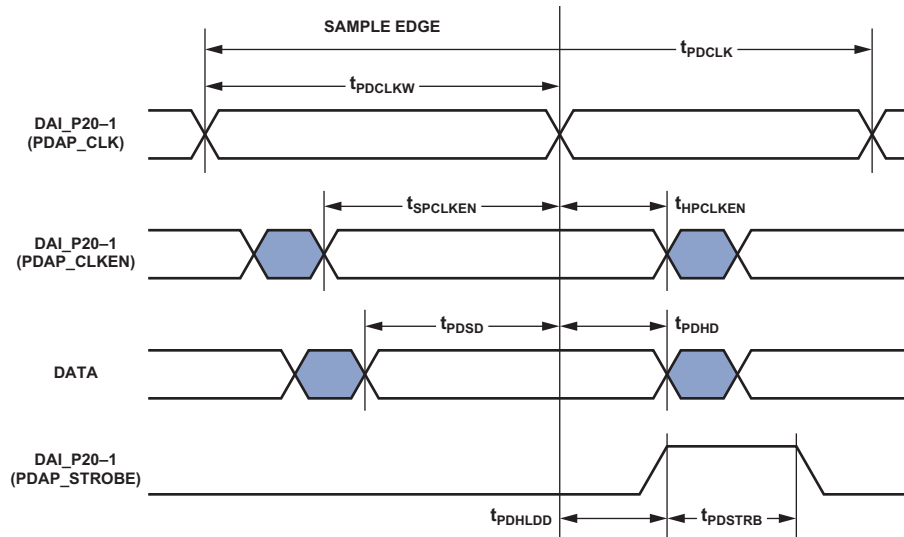 SAMPLE EDGE
tPDCLK
tPDCLKW
DAI_P20–1
(PDAP_CLK)
tSPCLKEN
tHPCLKEN
DAI_P20–1
(PDAP_CLKEN)
tPDSD
tPDHD
DATA
DAI_P20–1
(PDAP_STROBE)
tPDHLDD
tPDSTRB